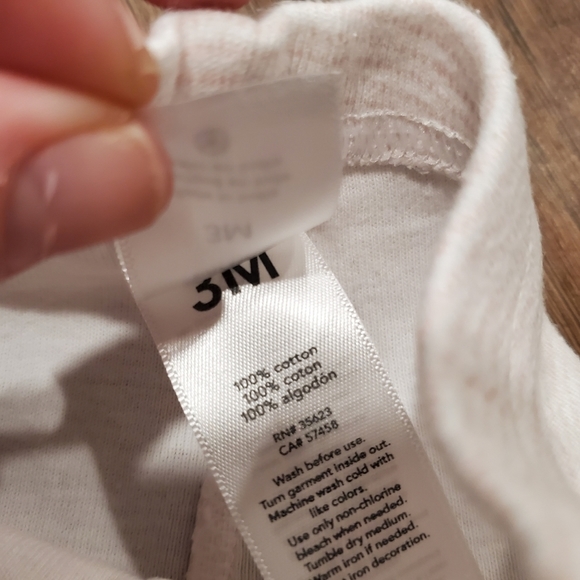 3M
100% cotton
100% coton
100% algodón
RN# 35623
CA# 57458
Wash before use.
Turn garment inside out.
Machine wash cold with
like colors.
Use only non-chlorine
bleach when needed.
Tumble dry medium.
Warm iron if needed.
iron decoration.